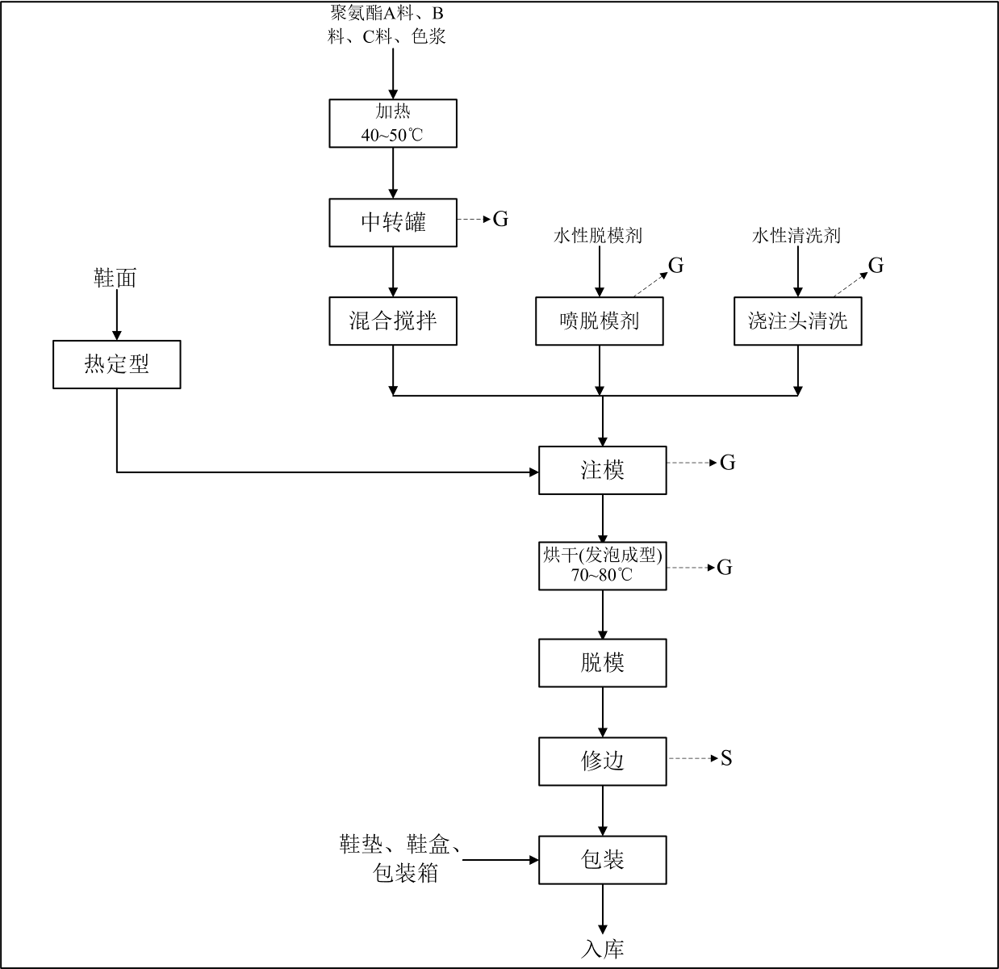 聚氨酯A料、B
料、C料、色浆
加热
40~50℃
中转罐
G
水性脱模剂
水性清洗剂
G
G
鞋面
混合搅拌
喷脱模剂
浇注头清洗
热定型
注模
G
烘干(发泡成型)
70~80℃
G
脱模
修边
S
鞋垫、鞋盒、
包装箱
包装
入库